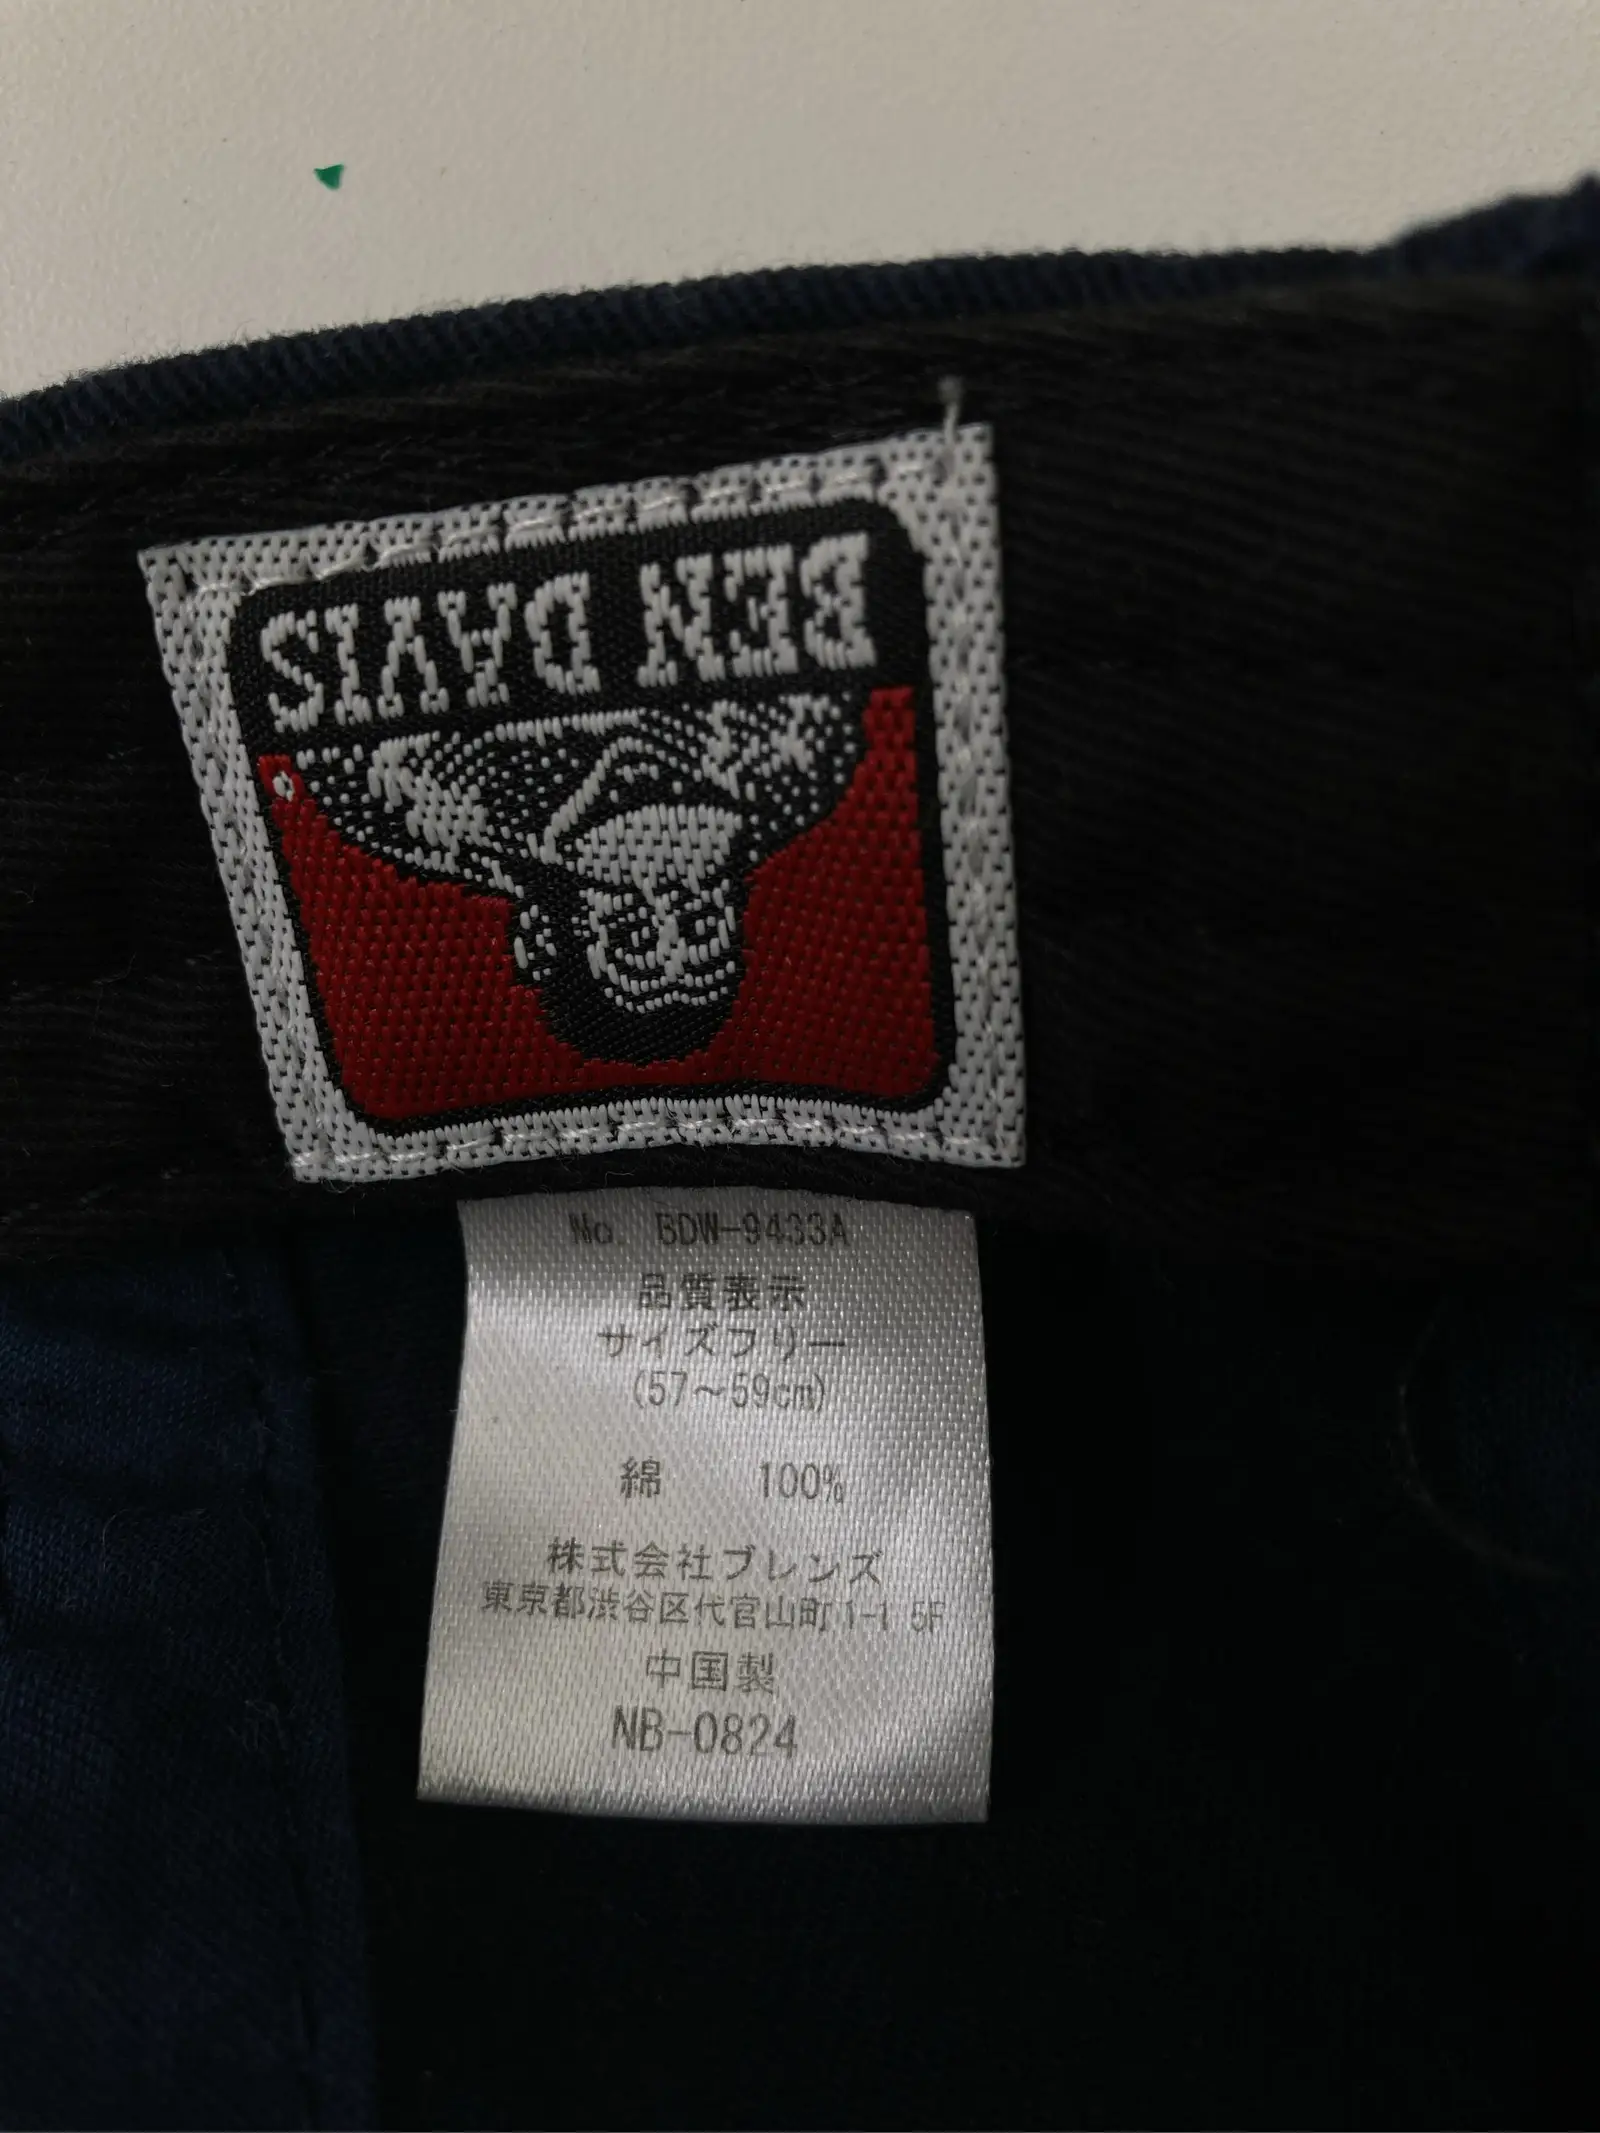 BEN DAVIS
No. BDW-9433A
品質表示
サイズフリー
(57～59cm)
綿 100%
株式会社ブレンズ
東京都渋谷区代官山町1-1 5F
中国製
NB-0824